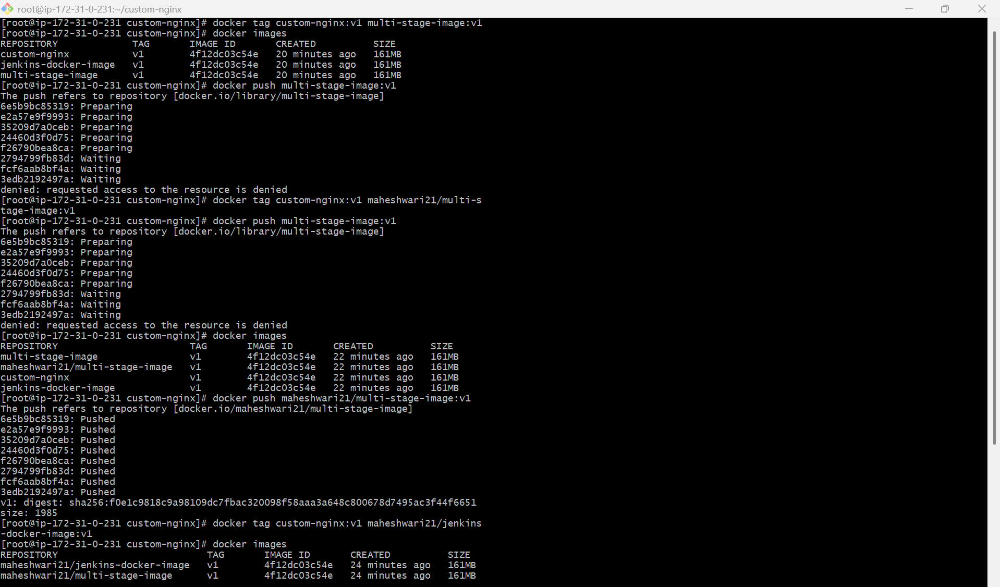 root@ip-172-31-0-231:~/custom-nginx
[root@ip-172-31-0-231 custom-nginx]# docker tag custom-nginx:v1 multi-stage-image:v1
[root@ip-172-31-0-231 custom-nginx]# docker images
REPOSITORY             TAG       IMAGE ID       CREATED          SIZE
custom-nginx           v1        4f12dc03c54e   20 minutes ago   161MB
jenkins-docker-image   v1        4f12dc03c54e   20 minutes ago   161MB
multi-stage-image      v1        4f12dc03c54e   20 minutes ago   161MB
[root@ip-172-31-0-231 custom-nginx]# docker push multi-stage-image:v1
The push refers to repository [docker.io/library/multi-stage-image]
6e5b9bc85319: Preparing
e2a57e9f9993: Preparing
35209d7a0ceb: Preparing
24460d3f0d75: Preparing
f26790bea8ca: Preparing
2794799fb83d: Waiting
fcf6aab8bf4a: Waiting
3edb2192497a: Waiting
denied: requested access to the resource is denied
[root@ip-172-31-0-231 custom-nginx]# docker tag custom-nginx:v1 maheshwari21/multi-s
tage-image:v1
[root@ip-172-31-0-231 custom-nginx]# docker push multi-stage-image:v1
The push refers to repository [docker.io/library/multi-stage-image]
6e5b9bc85319: Preparing
e2a57e9f9993: Preparing
35209d7a0ceb: Preparing
24460d3f0d75: Preparing
f26790bea8ca: Preparing
2794799fb83d: Waiting
fcf6aab8bf4a: Waiting
3edb2192497a: Waiting
denied: requested access to the resource is denied
[root@ip-172-31-0-231 custom-nginx]# docker images
REPOSITORY                       TAG       IMAGE ID       CREATED          SIZE
multi-stage-image                v1        4f12dc03c54e   22 minutes ago   161MB
maheshwari21/multi-stage-image   v1        4f12dc03c54e   22 minutes ago   161MB
custom-nginx                     v1        4f12dc03c54e   22 minutes ago   161MB
jenkins-docker-image             v1        4f12dc03c54e   22 minutes ago   161MB
[root@ip-172-31-0-231 custom-nginx]# docker push maheshwari21/multi-stage-image:v1
The push refers to repository [docker.io/maheshwari21/multi-stage-image]
6e5b9bc85319: Pushed
e2a57e9f9993: Pushed
35209d7a0ceb: Pushed
24460d3f0d75: Pushed
f26790bea8ca: Pushed
2794799fb83d: Pushed
fcf6aab8bf4a: Pushed
3edb2192497a: Pushed
v1: digest: sha256:f0e1c9818c9a98109dc7fbac320098f58aaa3a648c800678d7495ac3f44f6651
size: 1985
[root@ip-172-31-0-231 custom-nginx]# docker tag custom-nginx:v1 maheshwari21/jenkins
-docker-image:v1
[root@ip-172-31-0-231 custom-nginx]# docker images
REPOSITORY                          TAG       IMAGE ID       CREATED          SIZE
maheshwari21/jenkins-docker-image   v1        4f12dc03c54e   24 minutes ago   161MB
maheshwari21/multi-stage-image      v1        4f12dc03c54e   24 minutes ago   161MB